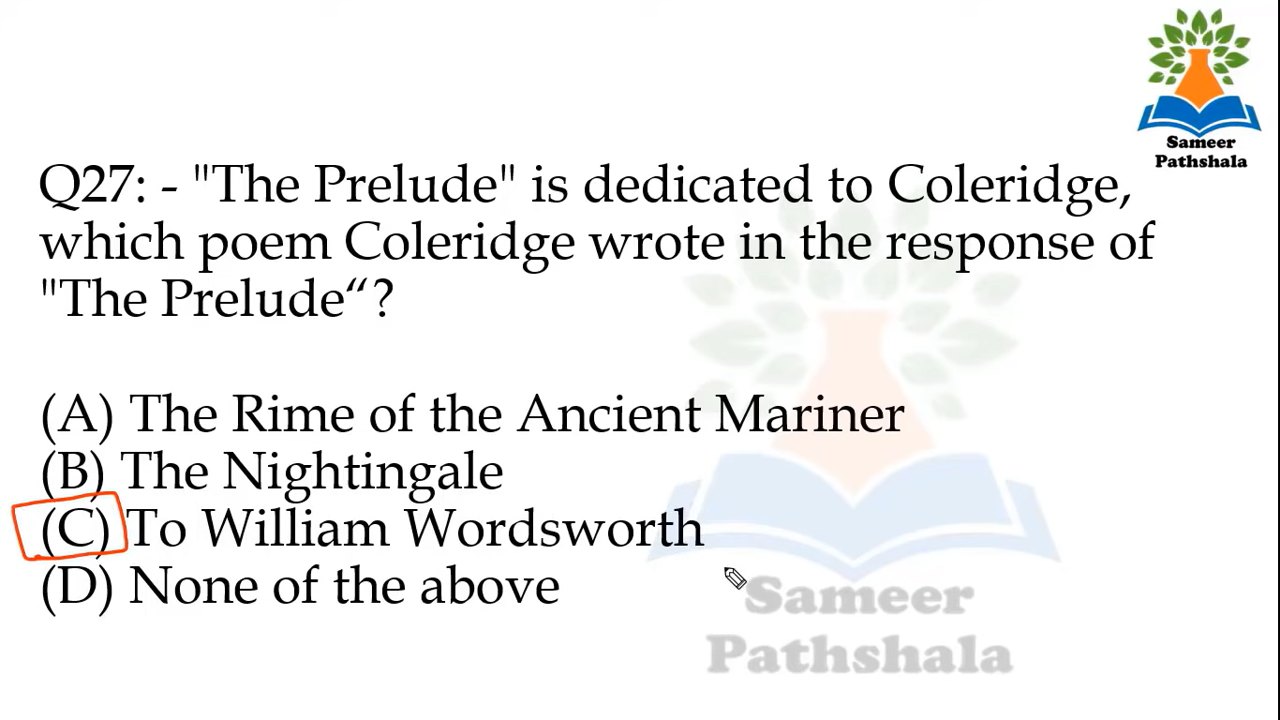 Sameer
Pathshala
Q27: - "The Prelude" is dedicated to Coleridge,
which poem Coleridge wrote in the response of
"The Prelude“?
(A) The Rime of the Ancient Mariner
(B) The Nightingale
(C) To William Wordsworth
(D) None of the above
Sameer
Pathshala